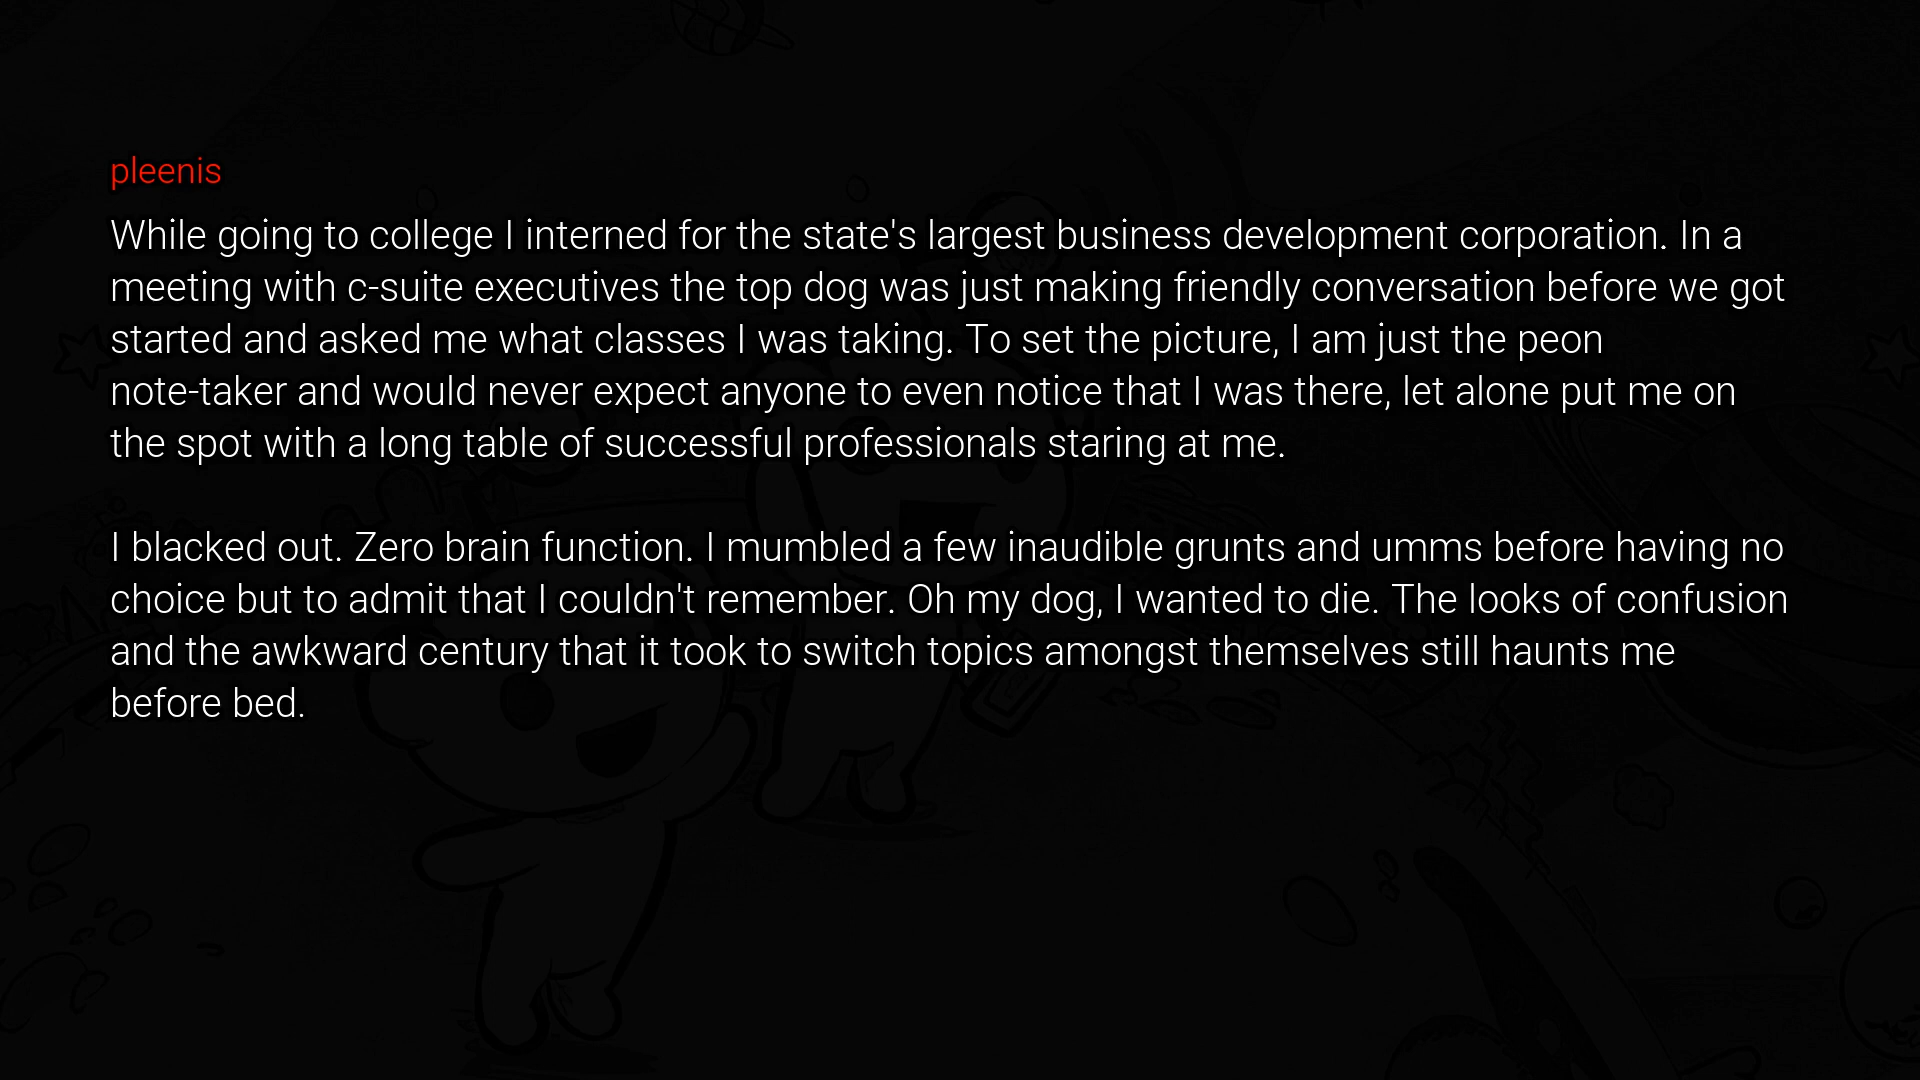 pleenis
While going to college I interned for the state's largest business development corporation. In a
meeting with c-suite executives the top dog was just making friendly conversation before we got
started and asked me what classes I was taking. To set the picture, I am just the peon
note-taker and would never expect anyone to even notice that I was there, let alone put me on
the spot with a long table of successful professionals staring at me.
I blacked out. Zero brain function. I mumbled a few inaudible grunts and umms before having no
choice but to admit that I couldn't remember. Oh my dog, I wanted to die. The looks of confusion
and the awkward century that it took to switch topics amongst themselves still haunts me
before bed.